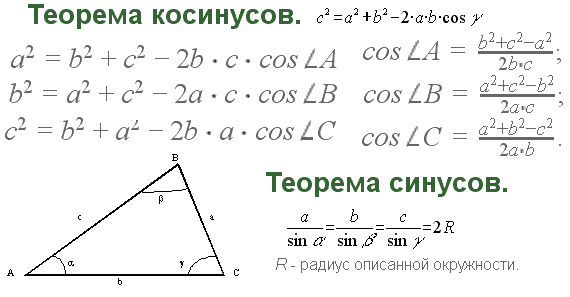 Теорема косинусов. c²=a²+b²–2·a·b·cos γ
a² = b² + c² − 2b · c · cos∠A
cos∠A = (b²+c²−a²)/(2b•c);
b² = a² + c² − 2a · c · cos∠B
cos∠B = (a²+c²−b²)/(2a•c);
c² = b² + a² − 2b · a · cos∠C
cos∠C = (a²+b²−c²)/(2a•b).
B
β
c
a
α
γ
A
b
C
Теорема синусов.
a/sin α = b/sin β = c/sin γ = 2R
R - радиус описанной окружности.